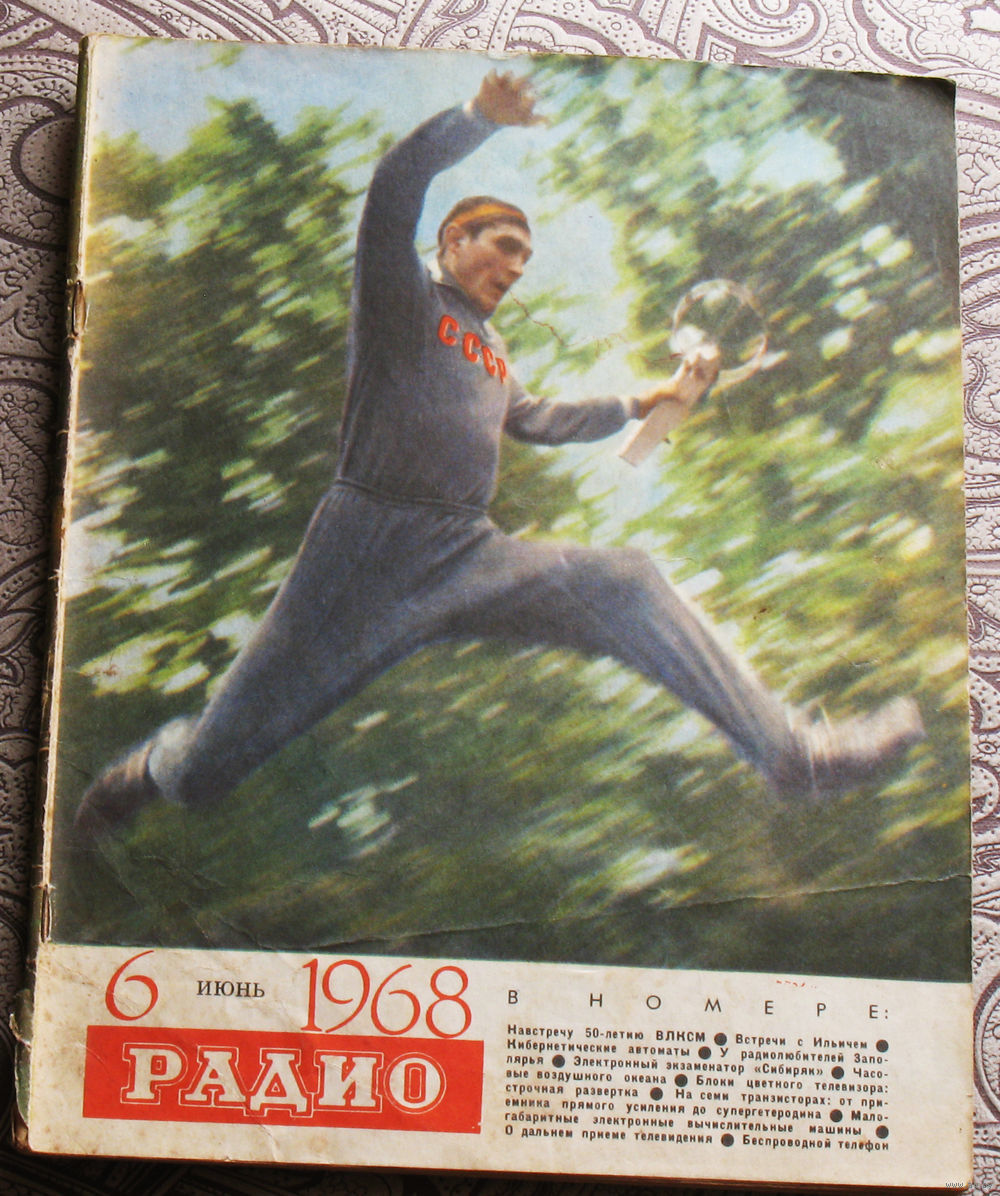 СССР
6 ИЮНЬ 1968
РАДИО
В НОМЕРЕ:
Навстречу 50-летию ВЛКСМ ● Встречи с Ильичем ●
Кибернетические автоматы ● У радиолюбителей Запо-
лярья ● Электронный экзаменатор «Сибиряк» ● Часо-
вые воздушного океана ● Блоки цветного телевизора:
строчная развертка ● На семи транзисторах: от при-
емника прямого усиления до супергетеродина ● Мало-
габаритные электронные вычислительные машины ●
О дальнем приеме телевидения ● Беспроводной телефон